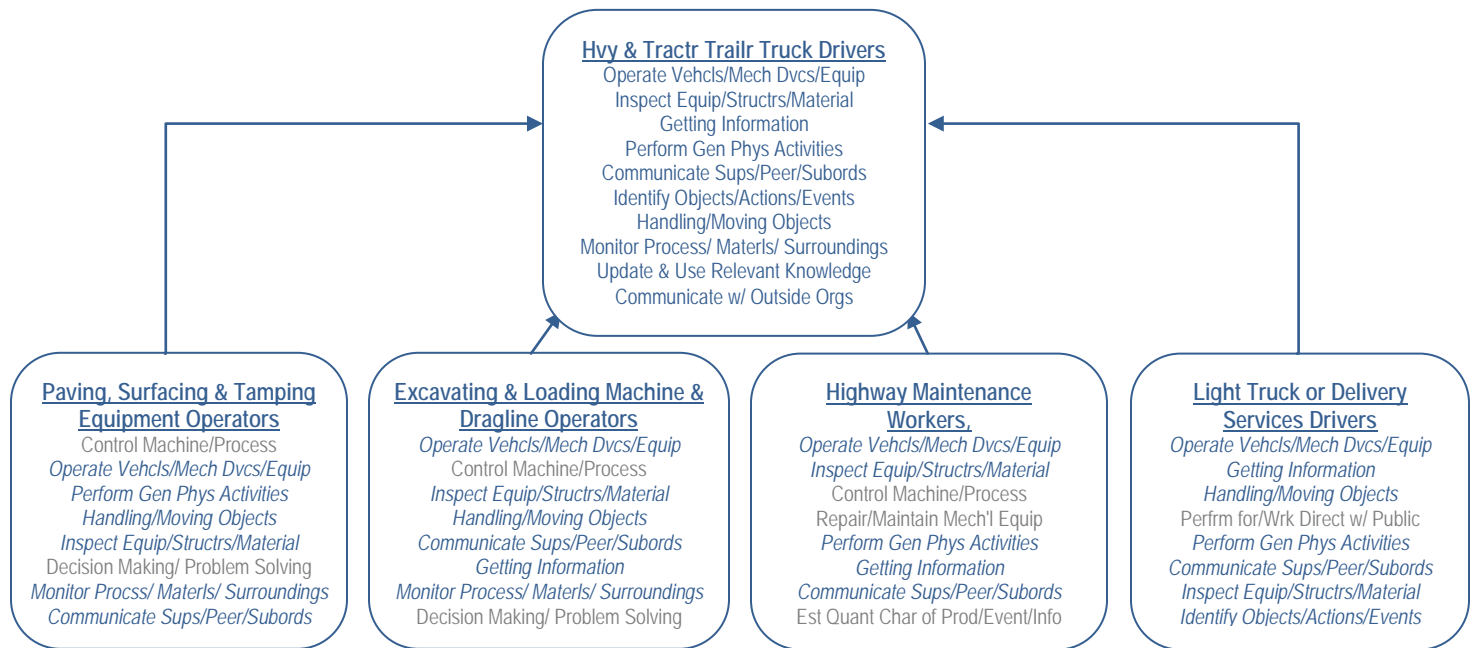 Hvy & Tractr Trailr Truck Drivers
Operate Vehcls/Mech Dvcs/Equip
Inspect Equip/Structrs/Material
Getting Information
Perform Gen Phys Activities
Communicate Sups/Peer/Subords
Identify Objects/Actions/Events
Handling/Moving Objects
Monitor Process/ Materls/ Surroundings
Update & Use Relevant Knowledge
Communicate w/ Outside Orgs
Paving, Surfacing & Tamping
Equipment Operators
Control Machine/Process
Operate Vehcls/Mech Dvcs/Equip
Perform Gen Phys Activities
Handling/Moving Objects
Inspect Equip/Structrs/Material
Decision Making/ Problem Solving
Monitor Procss/ Materls/ Surroundings
Communicate Sups/Peer/Subords
Excavating & Loading Machine &
Dragline Operators
Operate Vehcls/Mech Dvcs/Equip
Control Machine/Process
Inspect Equip/Structrs/Material
Handling/Moving Objects
Communicate Sups/Peer/Subords
Getting Information
Monitor Process/ Materls/ Surroundings
Decision Making/ Problem Solving
Highway Maintenance
Workers,
Operate Vehcls/Mech Dvcs/Equip
Inspect Equip/Structrs/Material
Control Machine/Process
Repair/Maintain Mech'l Equip
Perform Gen Phys Activities
Getting Information
Communicate Sups/Peer/Subords
Est Quant Char of Prod/Event/Info
Light Truck or Delivery
Services Drivers
Operate Vehcls/Mech Dvcs/Equip
Getting Information
Handling/Moving Objects
Perfrm for/Wrk Direct w/ Public
Perform Gen Phys Activities
Communicate Sups/Peer/Subords
Inspect Equip/Structrs/Material
Identify Objects/Actions/Events